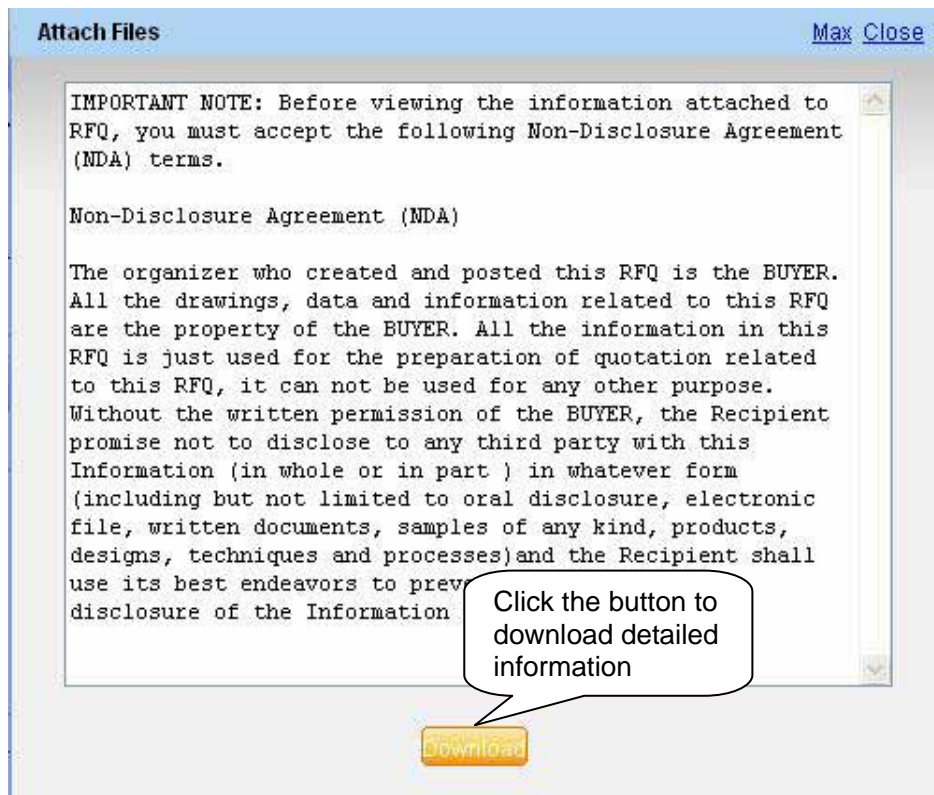 Attach Files
Max Close
IMPORTANT NOTE: Before viewing the information attached to
RFQ, you must accept the following Non-Disclosure Agreement
(NDA) terms.
Non-Disclosure Agreement (NDA)
The organizer who created and posted this RFQ is the BUYER.
All the drawings, data and information related to this RFQ
are the property of the BUYER. All the information in this
RFQ is just used for the preparation of quotation related
to this RFQ, it can not be used for any other purpose.
Without the written permission of the BUYER, the Recipient
promise not to disclose to any third party with this
Information (in whole or in part ) in whatever form
(including but not limited to oral disclosure, electronic
file, written documents, samples of any kind, products,
designs, techniques and processes)and the Recipient shall
use its best endeavors to
disclosure of the Information
Click the button to
download detailed
information
Download